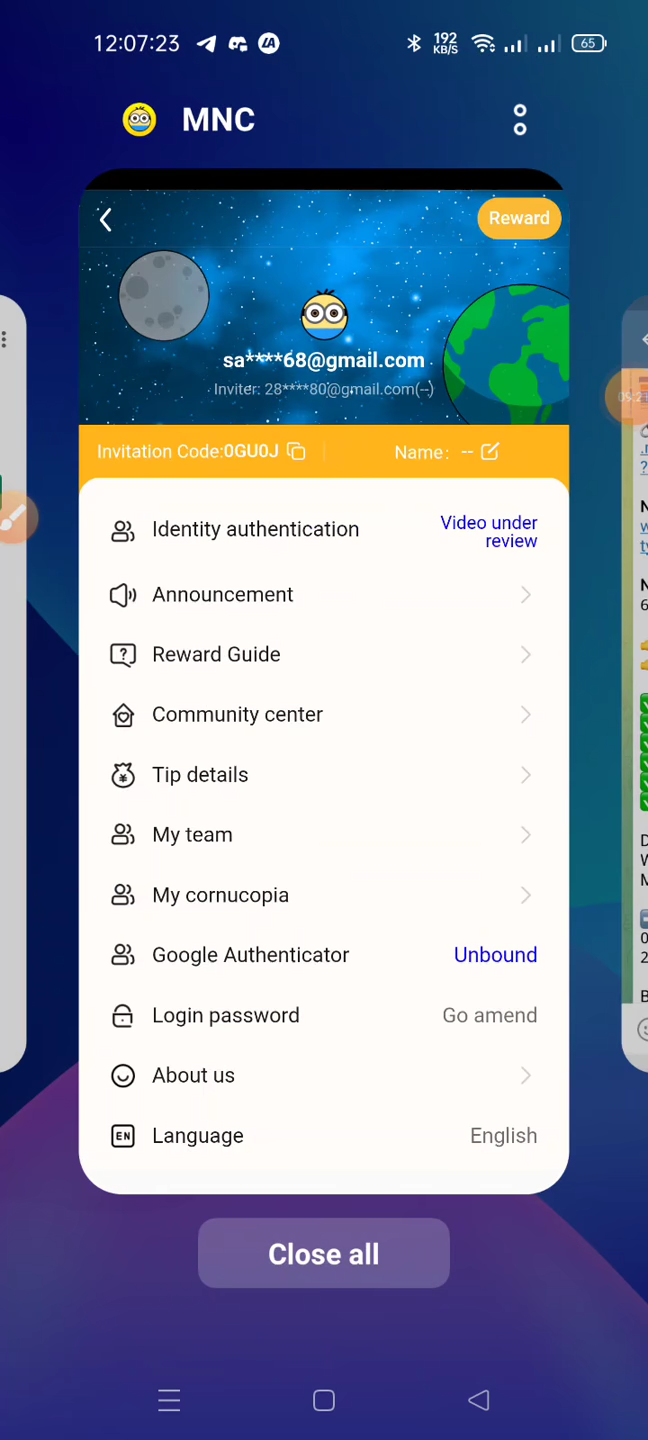 12:07:23 LA 192 KB/S 65
MNC
Reward
sa****68@gmail.com
Inviter: 28****80@gmail.com(--)
Invitation Code:0GU0J Name: --
Identity authentication Video under review
Announcement
Reward Guide
Community center
Tip details
My team
My cornucopia
Google Authenticator Unbound
Login password Go amend
About us
EN Language English
Close all